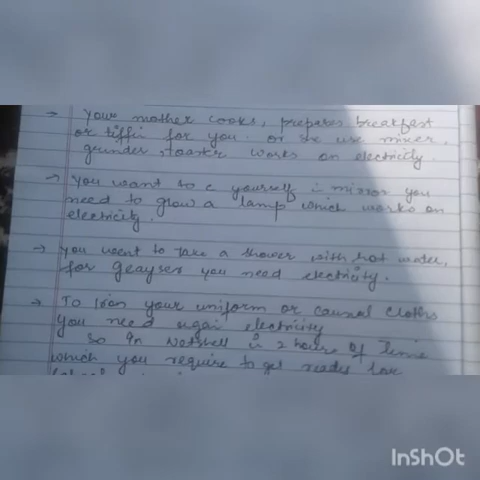 → Your mother cooks, prepares breakfast
or tiffin for you. or she use mixer,
grinder, toaster works on electricity
→ You want to c yourself in mirror you
need to glow a lamp which works on
electricity.
→ You want to take a shower with hot water,
for geayser you need electricity.
→ To Iron your uniform or causal cloths
you need again electricity
So In Nutshell in 2 hours of Time
which you require to get ready for
InShOt